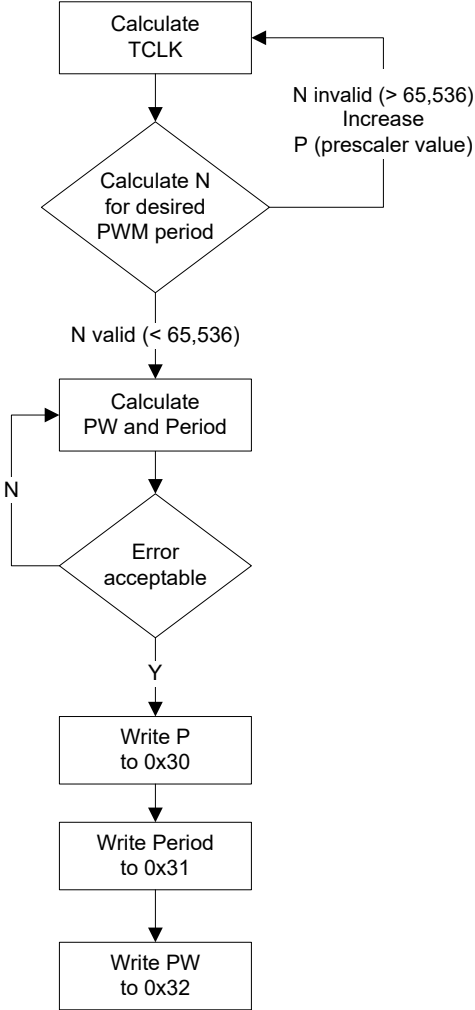 Calculate
TCLK
N invalid (> 65,536)
Increase
P (prescaler value)
Calculate N
for desired
PWM period
N valid (< 65,536)
Calculate
PW and Period
N
Error
acceptable
Y
Write P
to 0x30
Write Period
to 0x31
Write PW
to 0x32